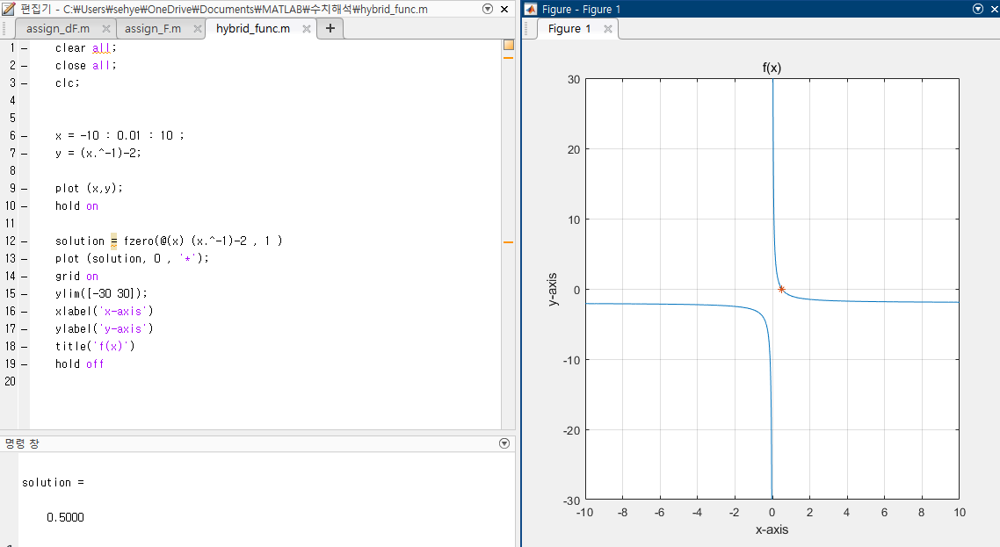 편집기 - C:₩Users₩sehye₩OneDrive₩Documents₩MATLAB₩수치해석₩hybrid_func.m
assign_dF.m
assign_F.m
hybrid_func.m
+
1 – clear all;
2 – close all;
3 – clc;
4
5
6 – x = -10 : 0.01 : 10 ;
7 – y = (x.^-1)-2;
8
9 – plot (x,y);
10 – hold on
11
12 – solution = fzero(@(x) (x.^-1)-2 , 1 )
13 – plot (solution, 0 , '*');
14 – grid on
15 – ylim([-30 30]);
16 – xlabel('x-axis')
17 – ylabel('y-axis')
18 – title('f(x)')
19 – hold off
20
명령 창
solution =
0.5000
Figure - Figure 1
Figure 1
f(x)
30
20
10
0
-10
-20
-30
y-axis
-10 -8 -6 -4 -2 0 2 4 6 8 10
x-axis